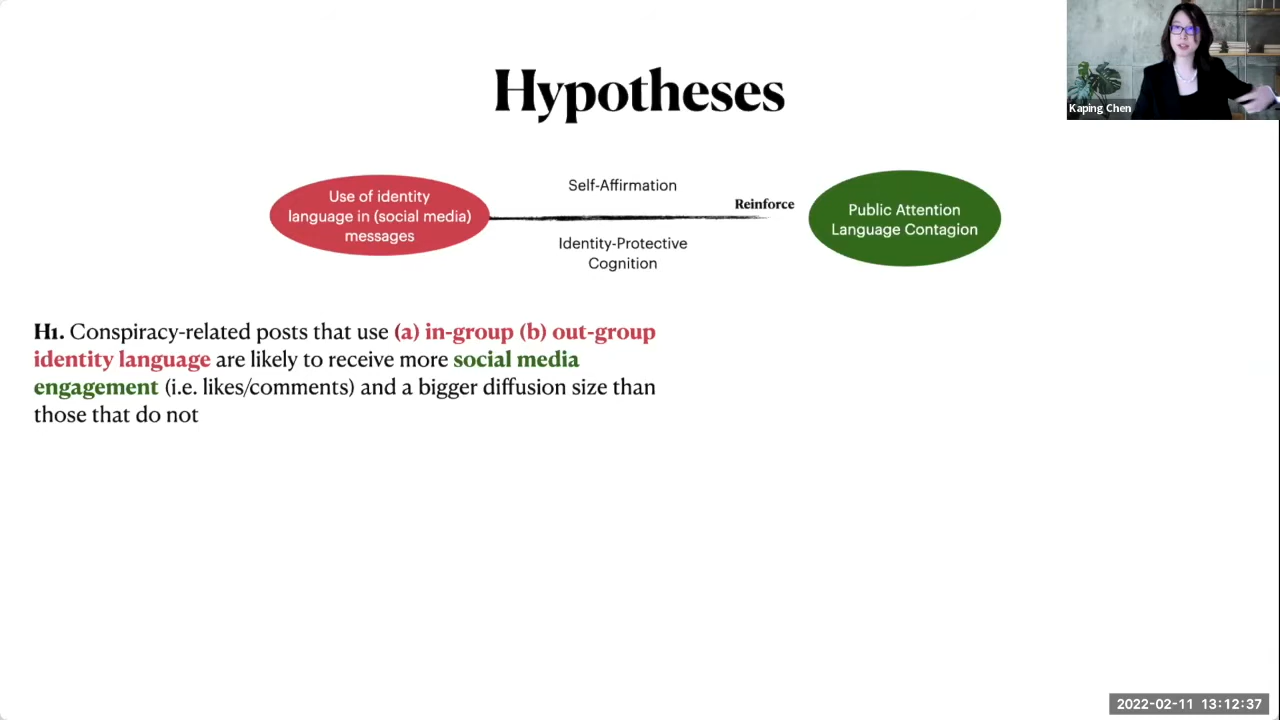 Hypotheses
Kaping Chen
Use of identity
language in (social media)
messages
Self-Affirmation
Reinforce
Identity-Protective
Cognition
Public Attention
Language Contagion
H1. Conspiracy-related posts that use (a) in-group (b) out-group
identity language are likely to receive more social media
engagement (i.e. likes/comments) and a bigger diffusion size than
those that do not
2022-02-11 13:12:37